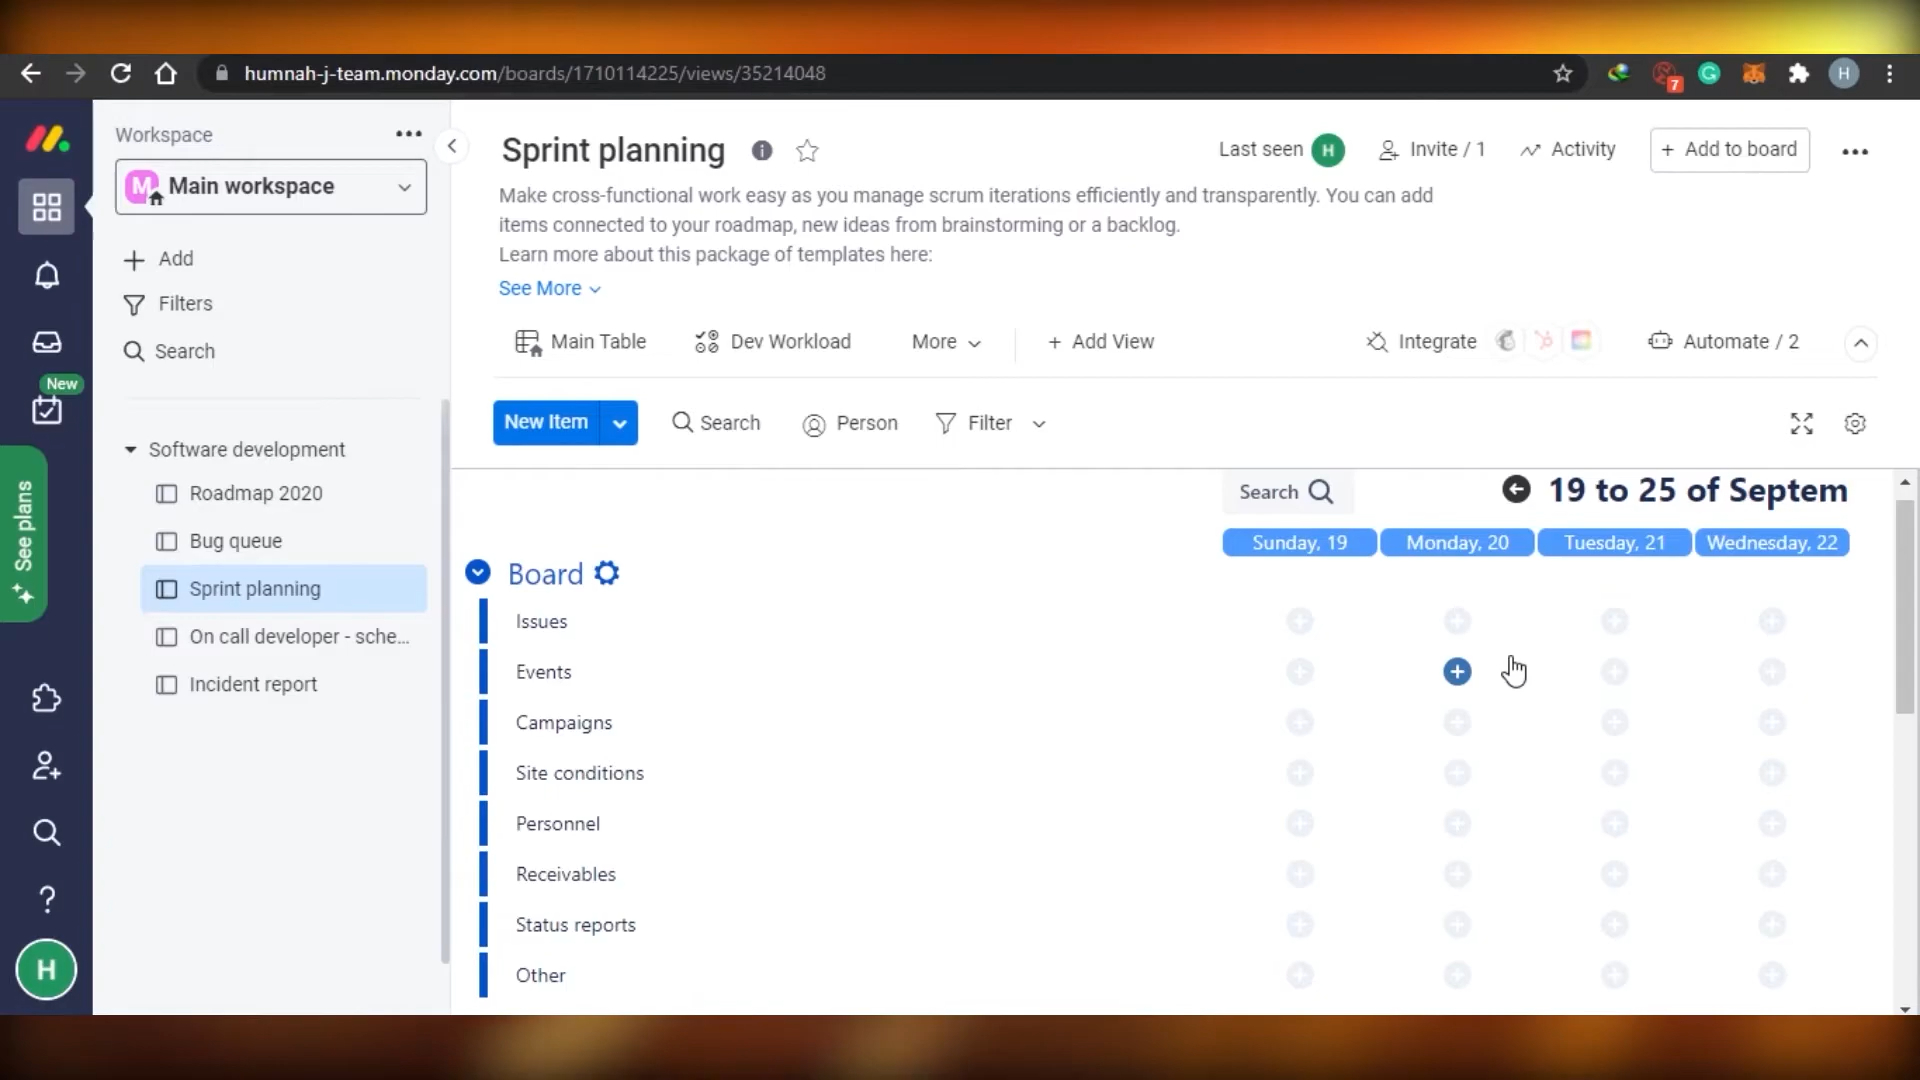 humnah-j-team.monday.com/boards/1710114225/views/35214048
7
H
Workspace
M
Main workspace
Add
Filters
Search
New
See plans
Software development
Roadmap 2020
Bug queue
Sprint planning
On call developer - sche...
Incident report
H
Sprint planning
Last seen H
Invite / 1
Activity
+ Add to board
Make cross-functional work easy as you manage scrum iterations efficiently and transparently. You can add
items connected to your roadmap, new ideas from brainstorming or a backlog.
Learn more about this package of templates here:
See More
Main Table
Dev Workload
More
+ Add View
Integrate
Automate / 2
New Item
Search
Person
Filter
Search
19 to 25 of Septem
Sunday, 19
Monday, 20
Tuesday, 21
Wednesday, 22
Board
Issues
Events
Campaigns
Site conditions
Personnel
Receivables
Status reports
Other